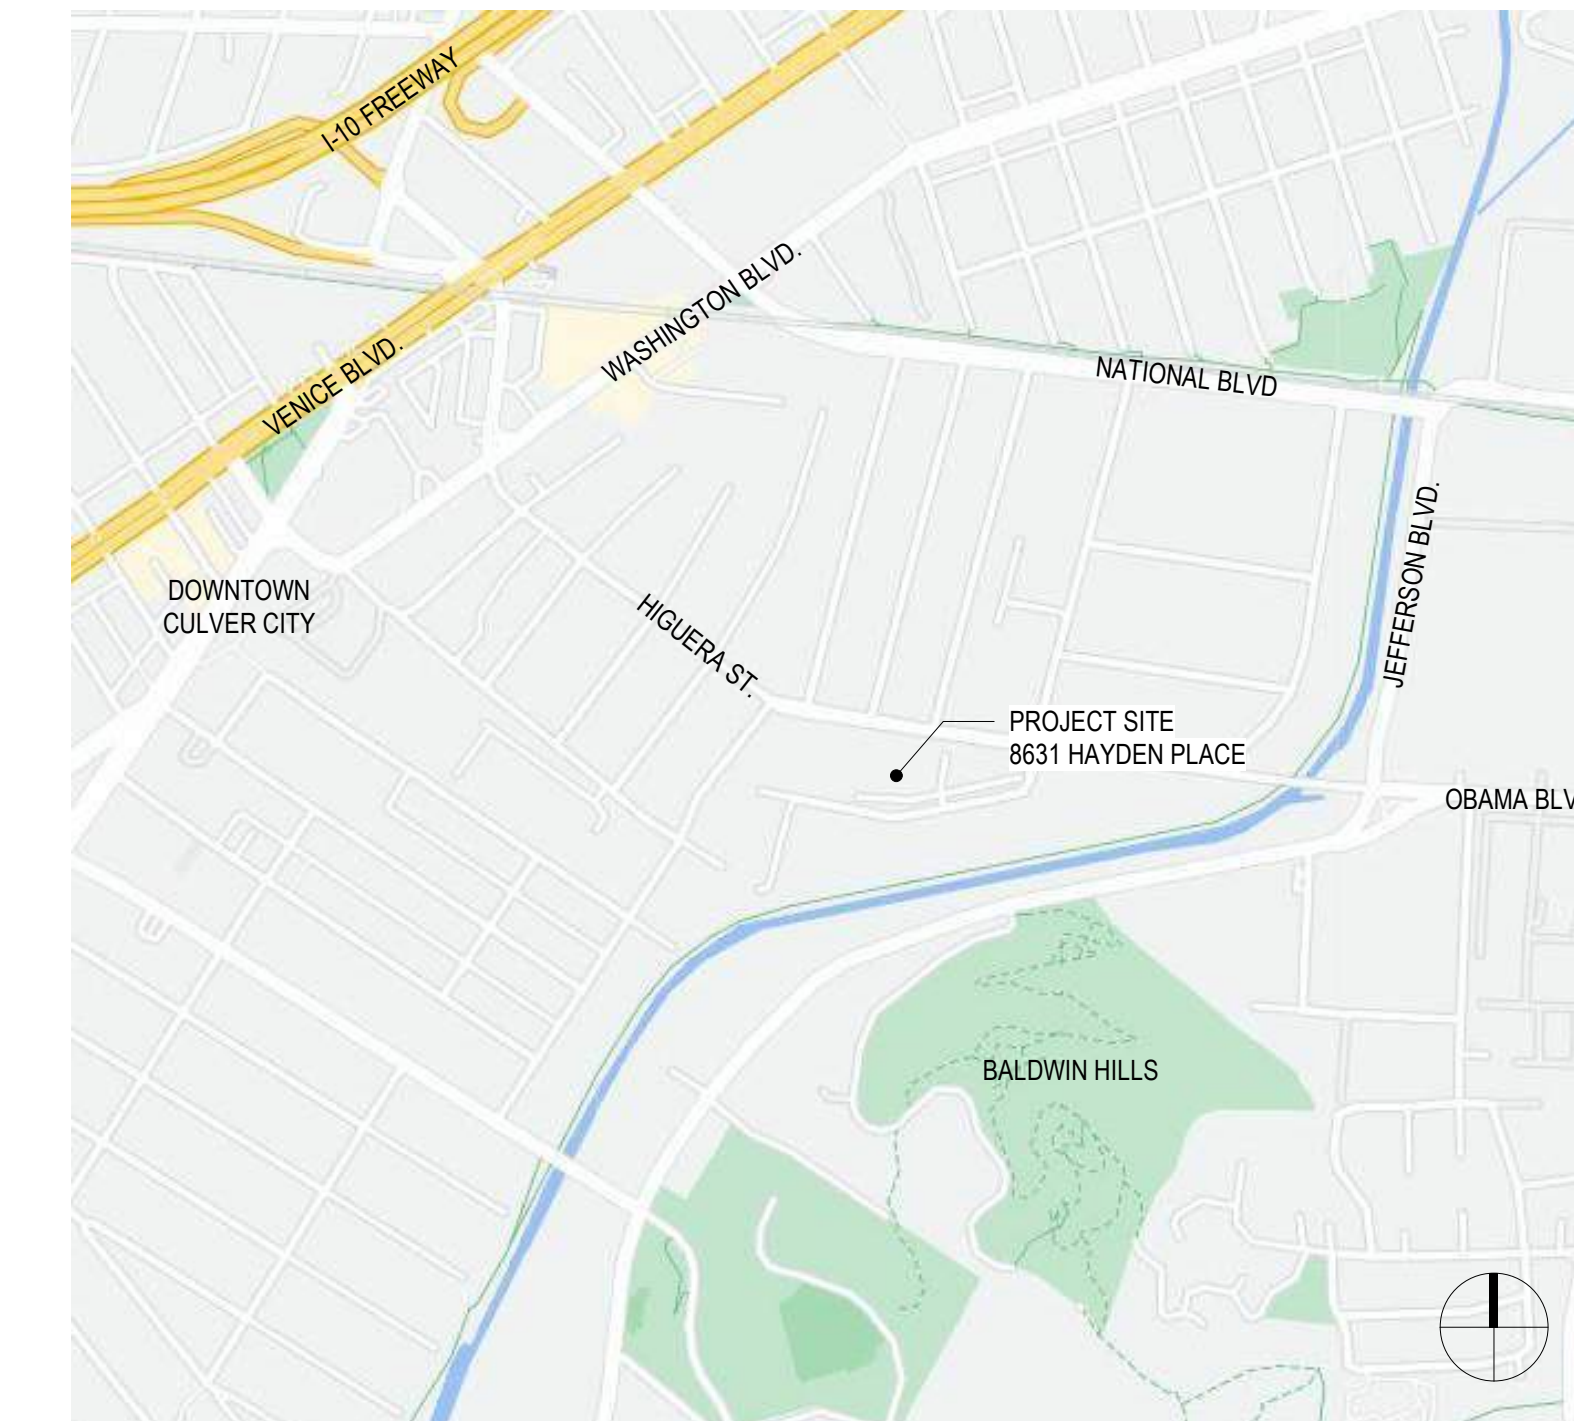 I-10 FREEWAY
WASHINGTON BLVD.
VENICE BLVD.
NATIONAL BLVD
JEFFERSON BLVD.
DOWNTOWN
CULVER CITY
HIGUERA ST.
PROJECT SITE
8631 HAYDEN PLACE
OBAMA BLV
BALDWIN HILLS